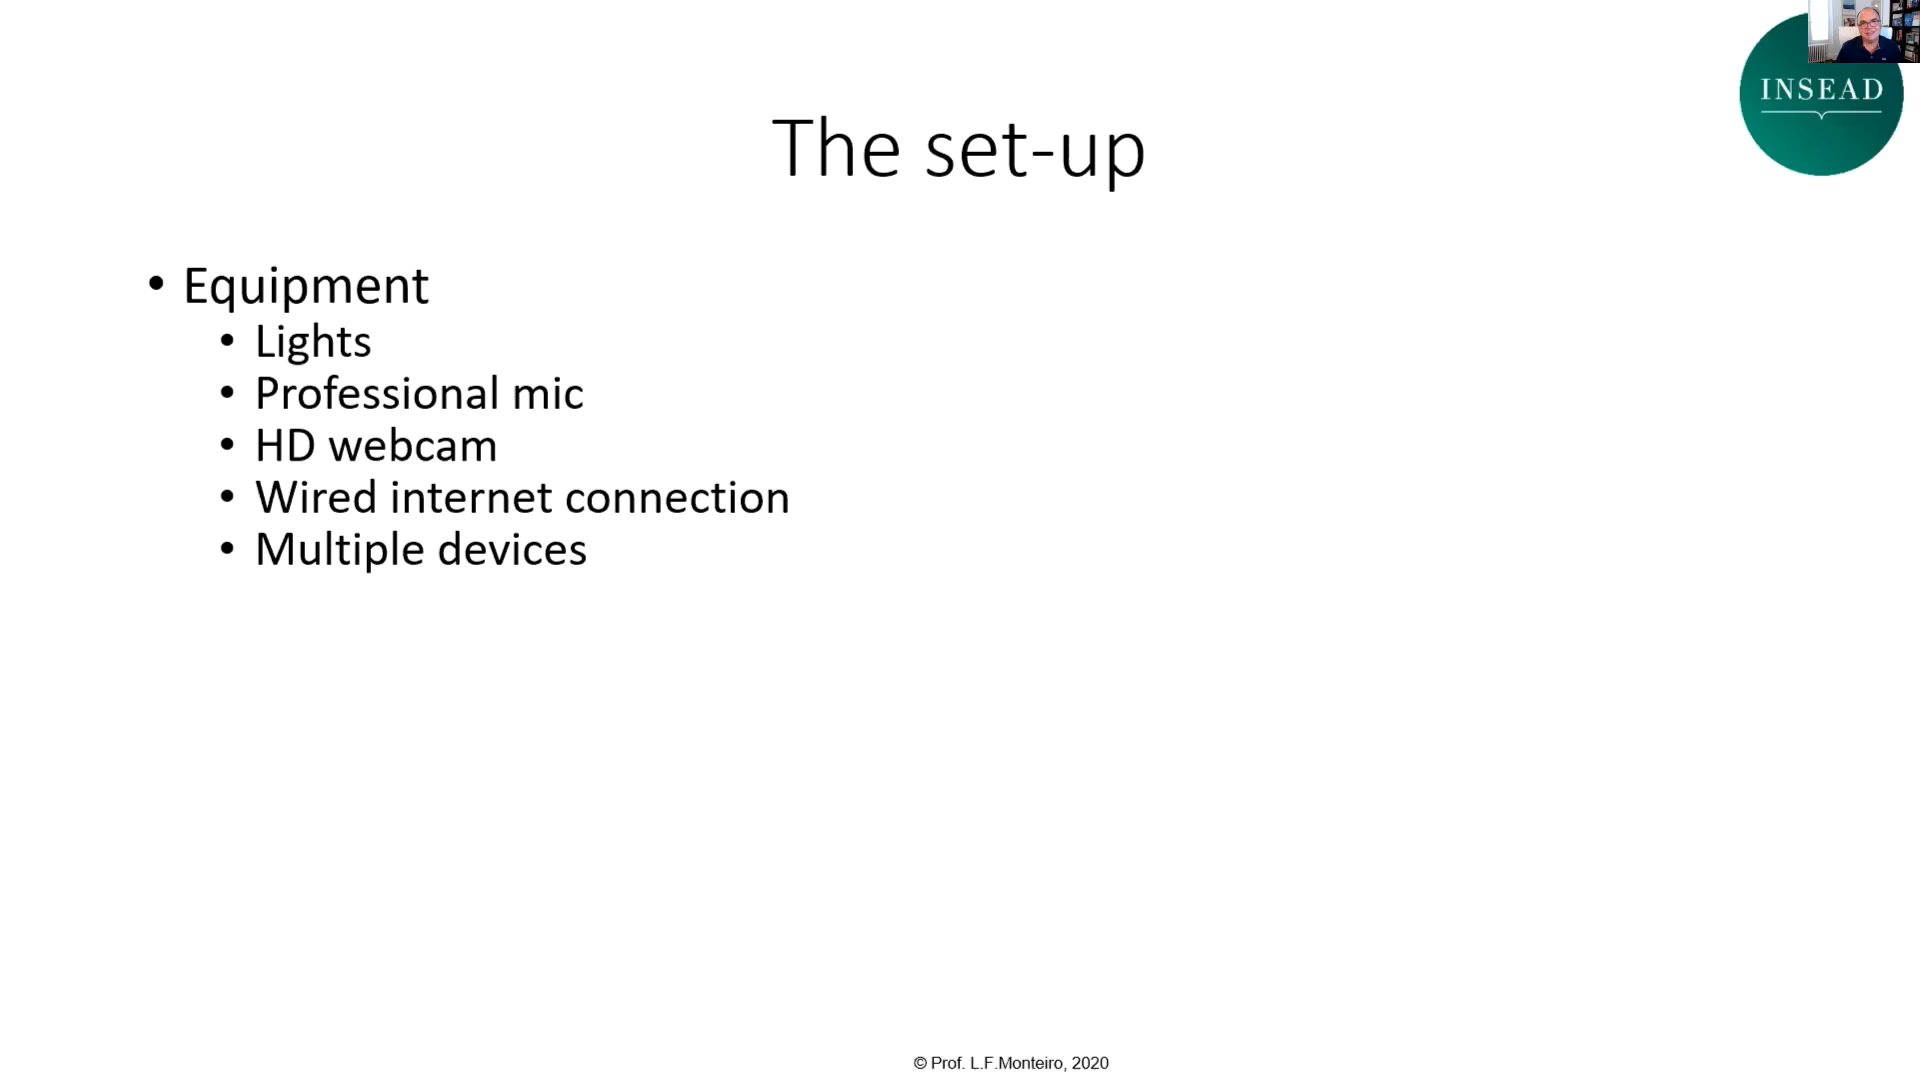 INSEAD
The set-up
• Equipment
• Lights
• Professional mic
• HD webcam
• Wired internet connection
• Multiple devices
© Prof. L.F.Monteiro, 2020